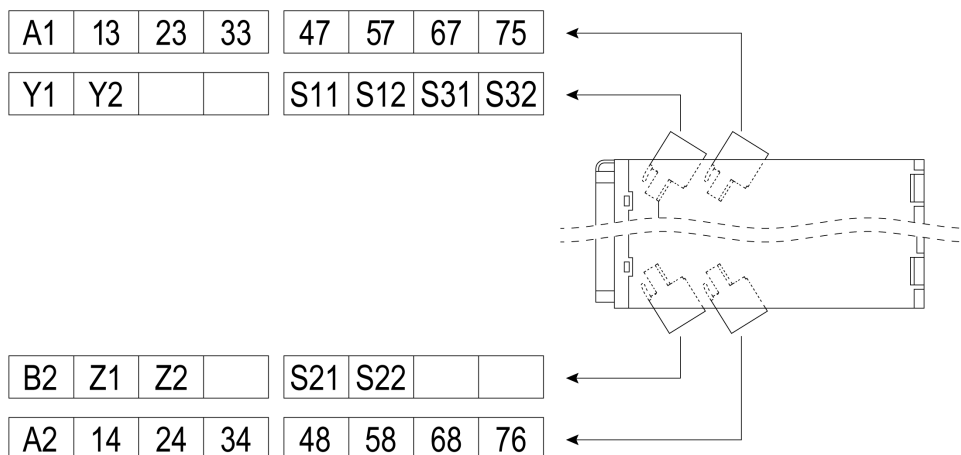 A1 13 23 33 47 57 67 75
Y1 Y2 S11 S12 S31 S32
B2 Z1 Z2 S21 S22
A2 14 24 34 48 58 68 76